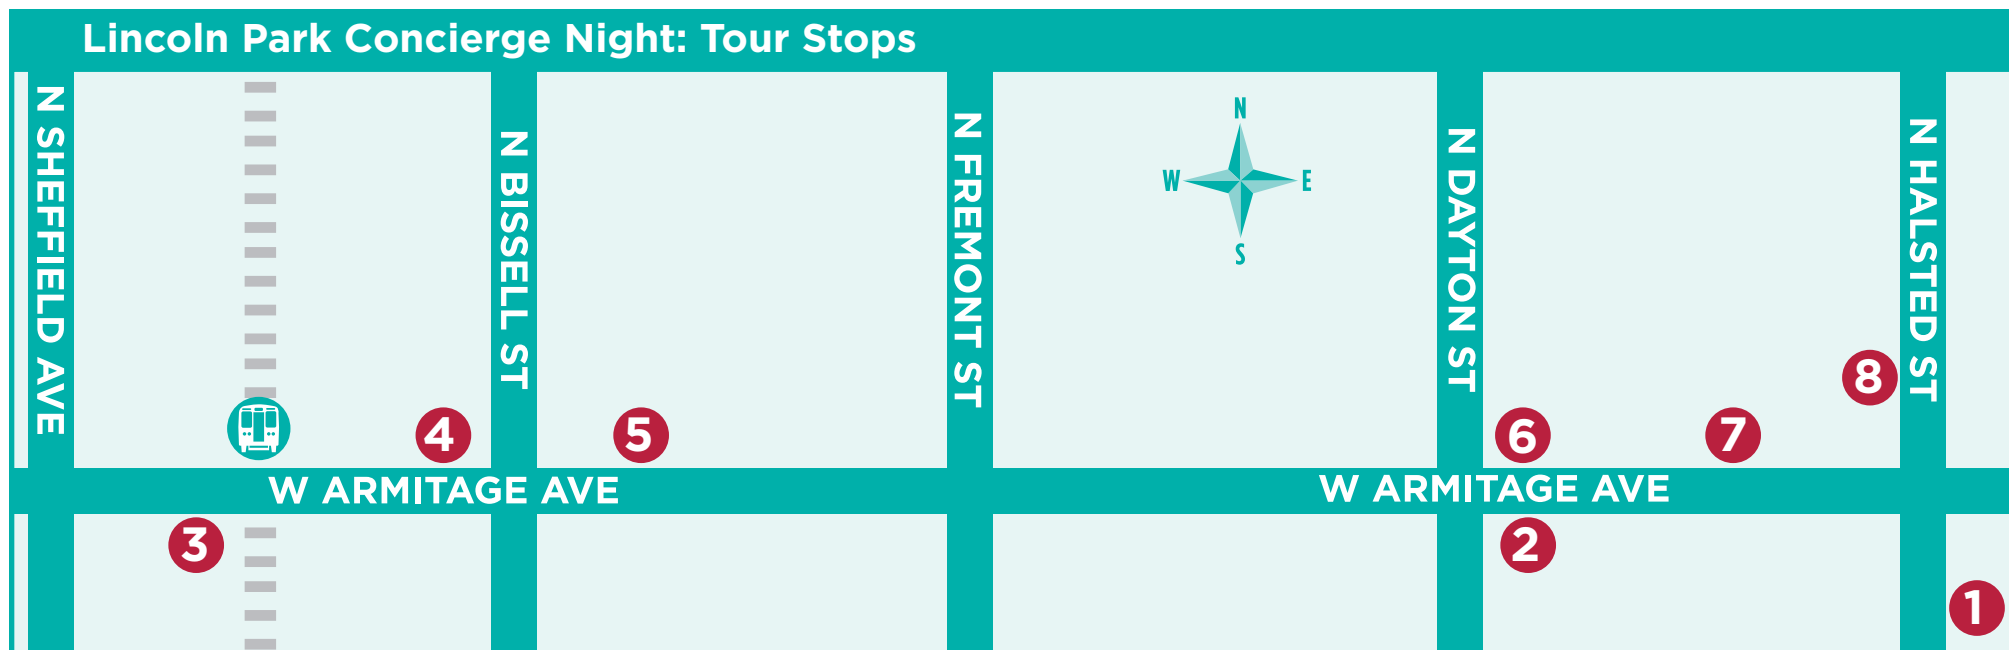 Lincoln Park Concierge Night: Tour Stops
N SHEFFIELD AVE
N BISSELL ST
N FREMONT ST
N DAYTON ST
N HALSTED ST
N
W
E
S
8
4
5
6
7
W ARMITAGE AVE
W ARMITAGE AVE
3
2
1